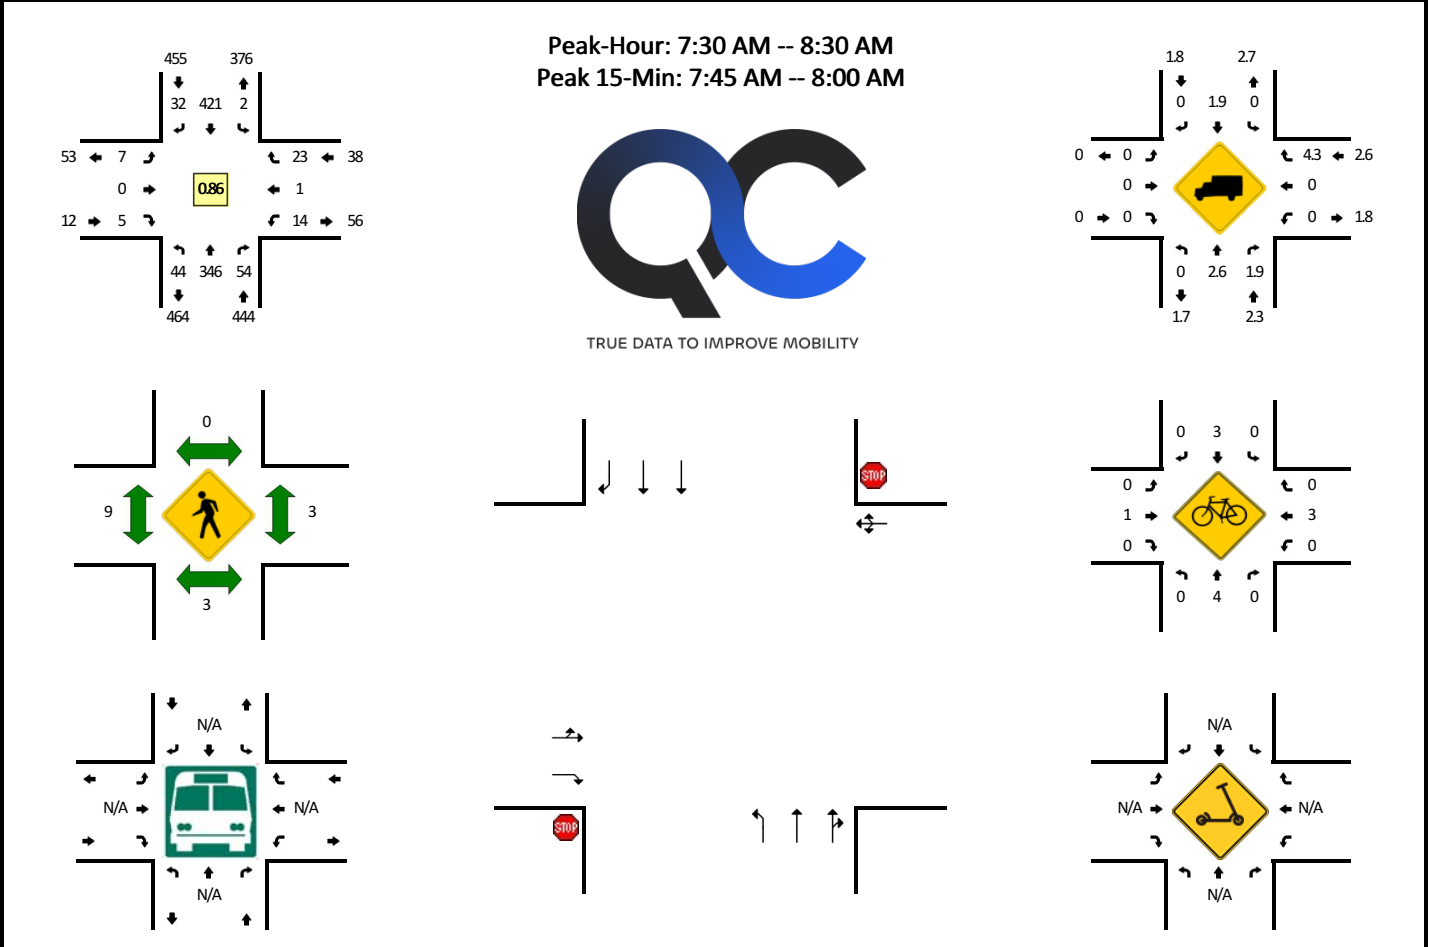 Peak-Hour: 7:30 AM -- 8:30 AM
Peak 15-Min: 7:45 AM -- 8:00 AM
455 376
32 421 2
53 7 23 38
0 0.86 1
12 5 14 56
44 346 54
464 444
TRUE DATA TO IMPROVE MOBILITY
1.8 2.7
0 1.9 0
0 0 4.3 2.6
0 0
0 0 0 1.8
0 2.6 1.9
1.7 2.3
0
9 3
3
STOP
STOP
0 3 0
0 0
1 3
0 0
0 4 0
N/A
N/A N/A
N/A
N/A
N/A N/A
N/A